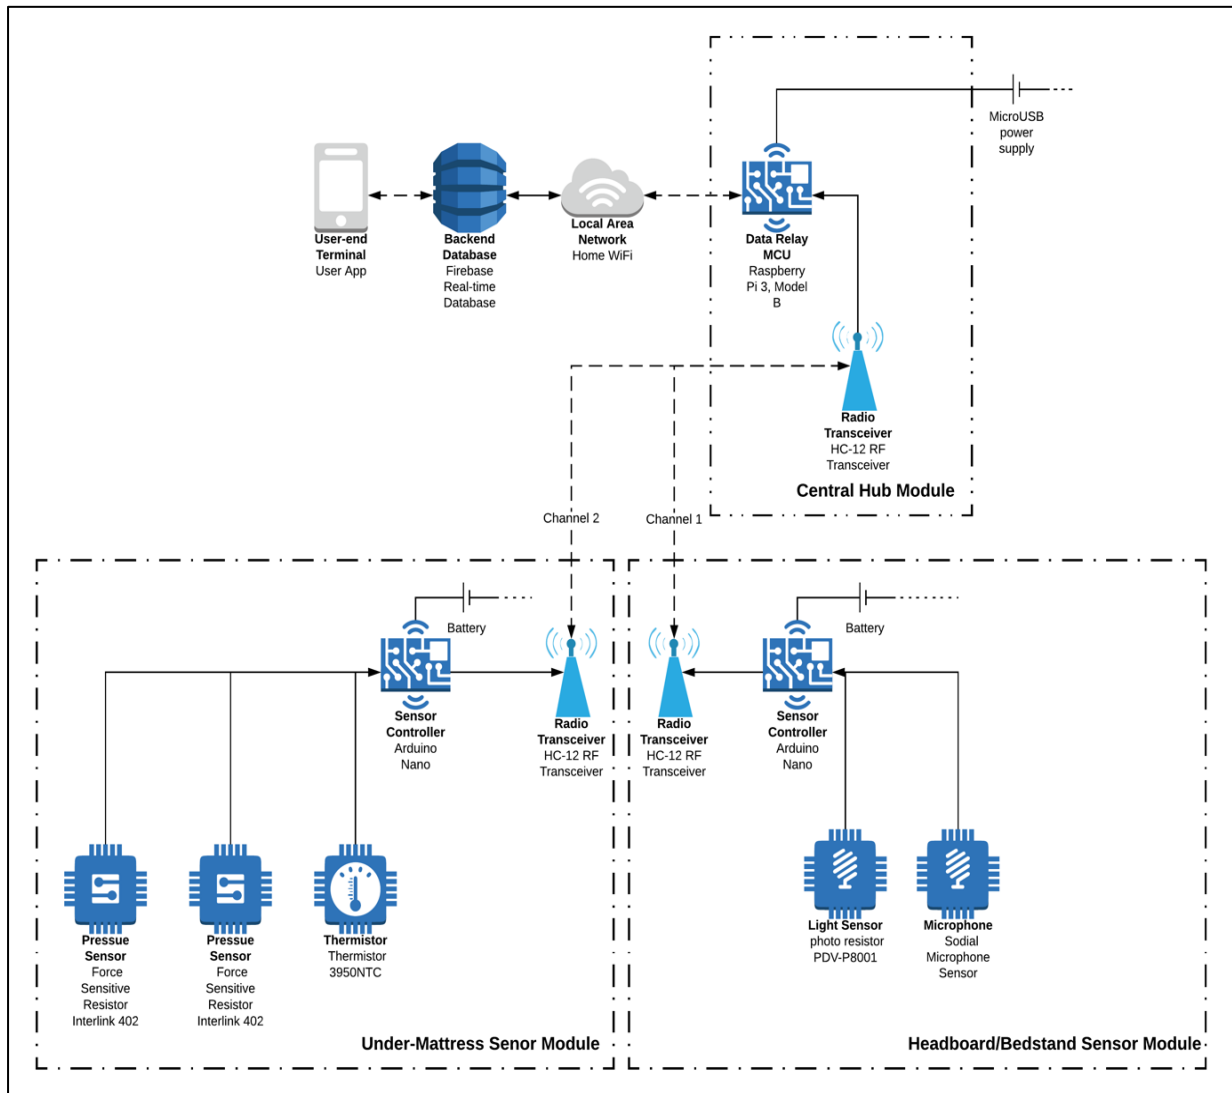 MicroUSB
power
supply
User-end
Terminal
User App
Backend
Database
Firebase
Real-time
Database
Local Area
Network
Home WiFi
Data Relay
MCU
Raspberry
Pi 3, Model
B
Radio
Transceiver
HC-12 RF
Transceiver
Central Hub Module
Channel 2
Channel 1
Battery
Sensor
Controller
Arduino
Nano
Radio
Transceiver
HC-12 RF
Transceiver
Pressue
Sensor
Force
Sensitive
Resistor
Interlink 402
Pressue
Sensor
Force
Sensitive
Resistor
Interlink 402
Thermistor
Thermistor
3950NTC
Under-Mattress Senor Module
Radio
Transceiver
HC-12 RF
Transceiver
Battery
Sensor
Controller
Arduino
Nano
Light Sensor
photo resistor
PDV-P8001
Microphone
Sodial
Microphone
Sensor
Headboard/Bedstand Sensor Module